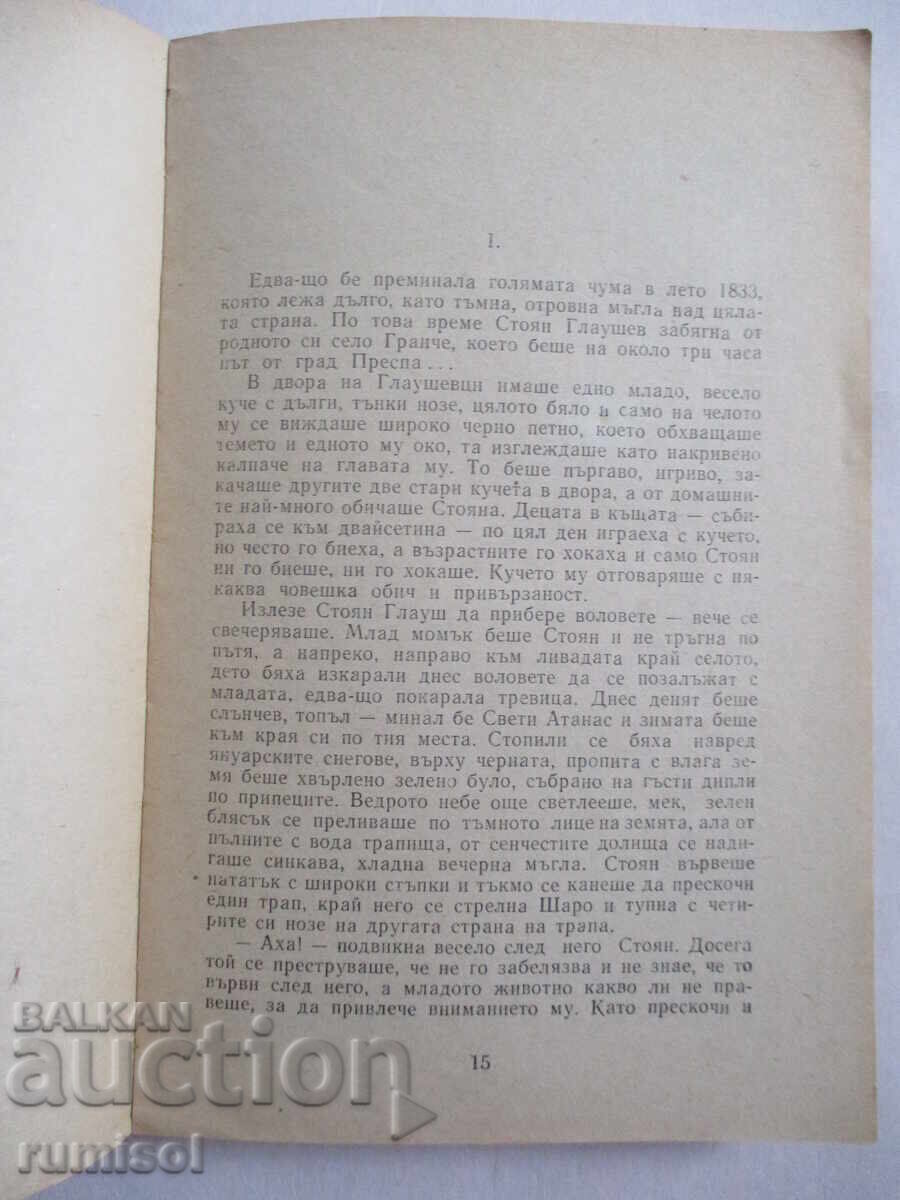 I.
Едва-що бе преминала голямата чума в лето 1833,
която лежа дълго, като тъмна, отровна мъгла над цяла-
та страна. По това време Стоян Глаушев забягна от
родното си село Гранче, което беше на около три часа
път от град Преспа...
В двора на Глаушевци имаше едно младо, весело
куче с дълги, тънки нозе, цялото бяло и само на челото
му се виждаше широко черно петно, което обхващаше
темето и едното му око, та изглеждаше като накривено
калпаче на главата му. То беше пъргаво, игриво, за-
качаше другите две стари кучета в двора, а от домашни-
те най-много обичаше Стояна. Децата в къщата — съби-
раха се към двайсетина — по цял ден играеха с кучето,
но често го биеха, а възрастните го хокаха и само Стоян
ни го биеше, ни го хокаше. Кучето му отговаряше с ня-
каква човешка обич и привързаност.
Излезе Стоян Глауш да прибере воловете — вече се
свечеряваше. Млад момък беше Стоян и не тръгна по
пътя, а напреко, направо към ливадата край селото,
дето бяха изкарали днес воловете да се позалъжат с
младата, едва-що покарала тревица. Днес денят беше
слънчев, топъл — минал бе Свети Атанас и зимата беше
към края си по тия места. Стопили се бяха навред
януарските снегове, върху черната, пропита с влага зе-
мя беше хвърлено зелено було, събрано на гъсти дипли
по припеците. Ведрото небе още светлееше, мек, зелен
блясък се преливаше по тъмното лице на земята, ала от
пълните с вода трапища, от сенчестите долища се нади-
гаше синкава, хладна вечерна мъгла. Стоян вървеше
нататък с широки стъпки и тъкмо се канеше да прескочи
един трап, край него се стрелна Шаро и тупна с чети-
рите си нозе на другата страна на трапа.
— Аха! — подвикна весело след него Стоян. Досега
той се преструваше, че не го забелязва и не знае, че то
върви след него, а младото животно какво ли не пра-
веше, за да привлече вниманието му. Като прескочи и
15
BALKAN
auction
rumisol